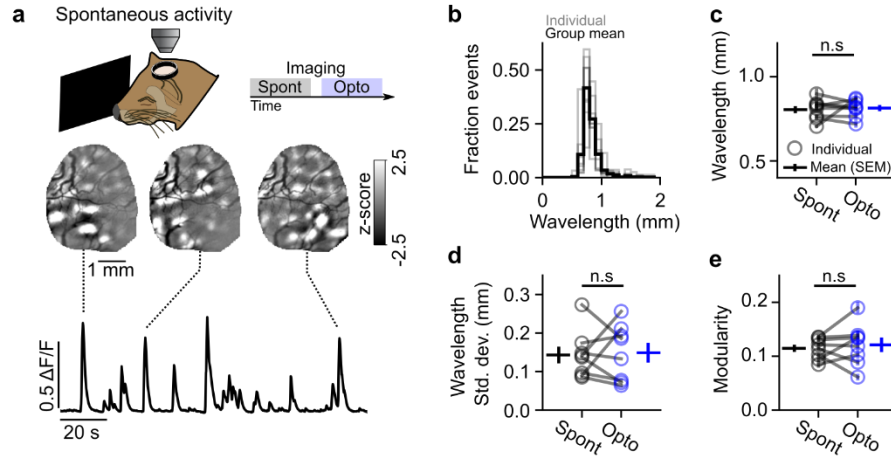 a
Spontaneous activity
Imaging
Spont
Opto
Time
2.5
z-score
-2.5
1 mm
0.5 ΔF/F
20 s
b
Individual
Group mean
Fraction events
0.50
0.25
0.00
0
1
2
Wavelength (mm)
c
n.s
Wavelength (mm)
1.0
0.5
Individual
Mean (SEM)
Spont
Opto
d
n.s
Wavelength
Std. dev. (mm)
0.3
0.2
0.1
0.0
Spont
Opto
e
n.s
Modularity
0.2
0.1
0.0
Spont
Opto